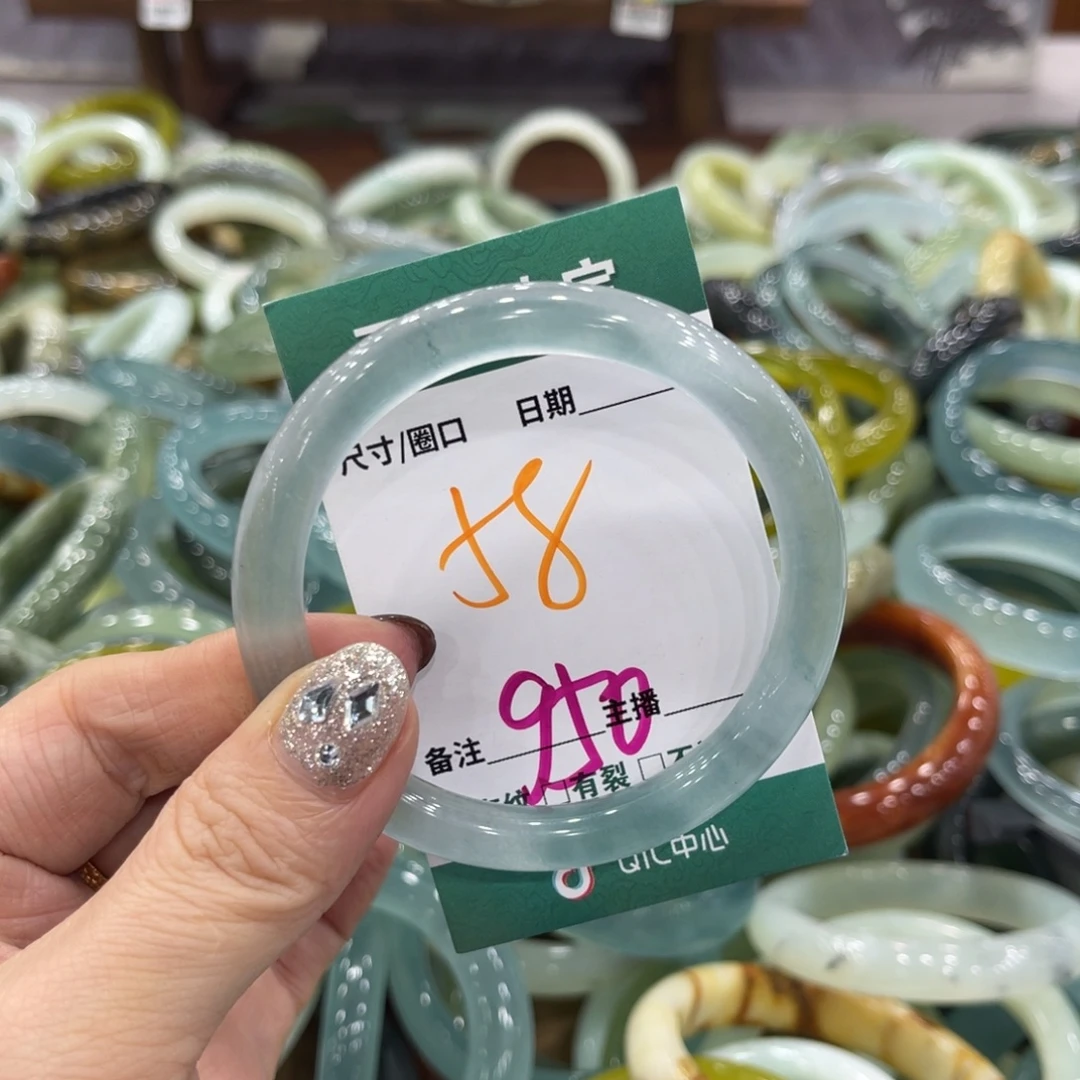 尺寸/圈口 日期
58
950
备注 主播
有裂
QIC中心